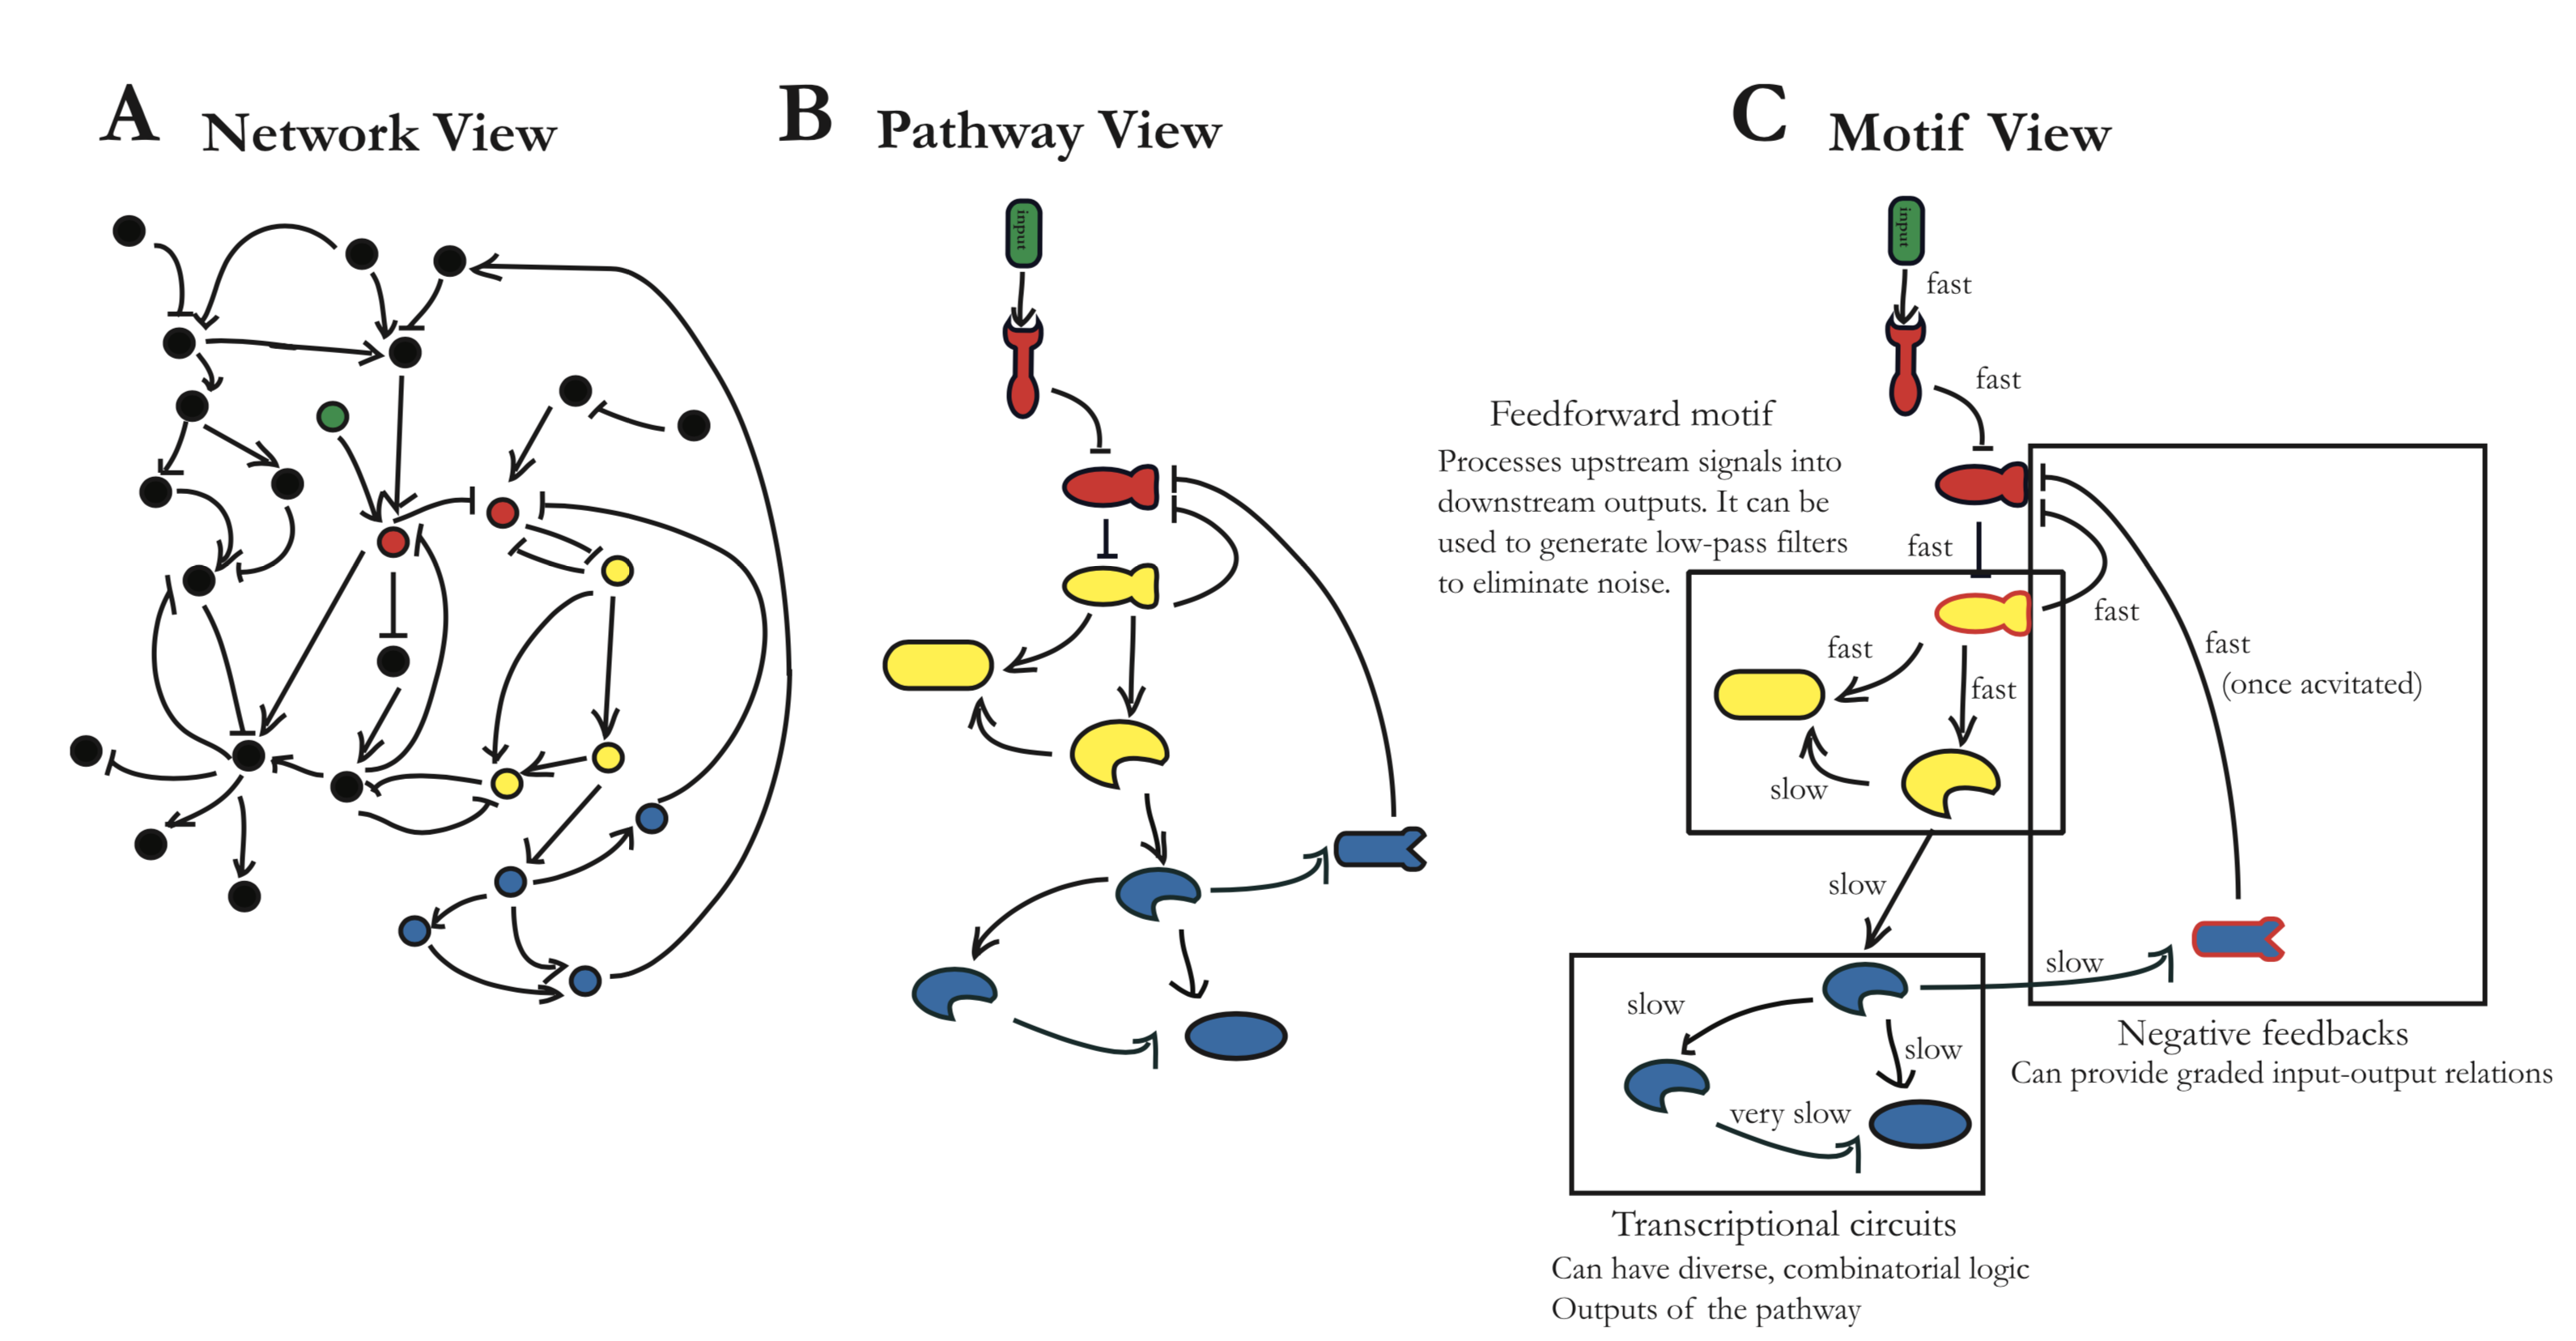 A Network View
B Pathway View
input
C Motif View
input
fast
fast
Feedforward motif
Processes upstream signals into
downstream outputs. It can be
used to generate low-pass filters
to eliminate noise.
fast
fast
fast
(once acvitated)
fast
fast
slow
slow
slow
slow
slow
very slow
Negative feedbacks
Can provide graded input-output relations
Transcriptional circuits
Can have diverse, combinatorial logic
Outputs of the pathway